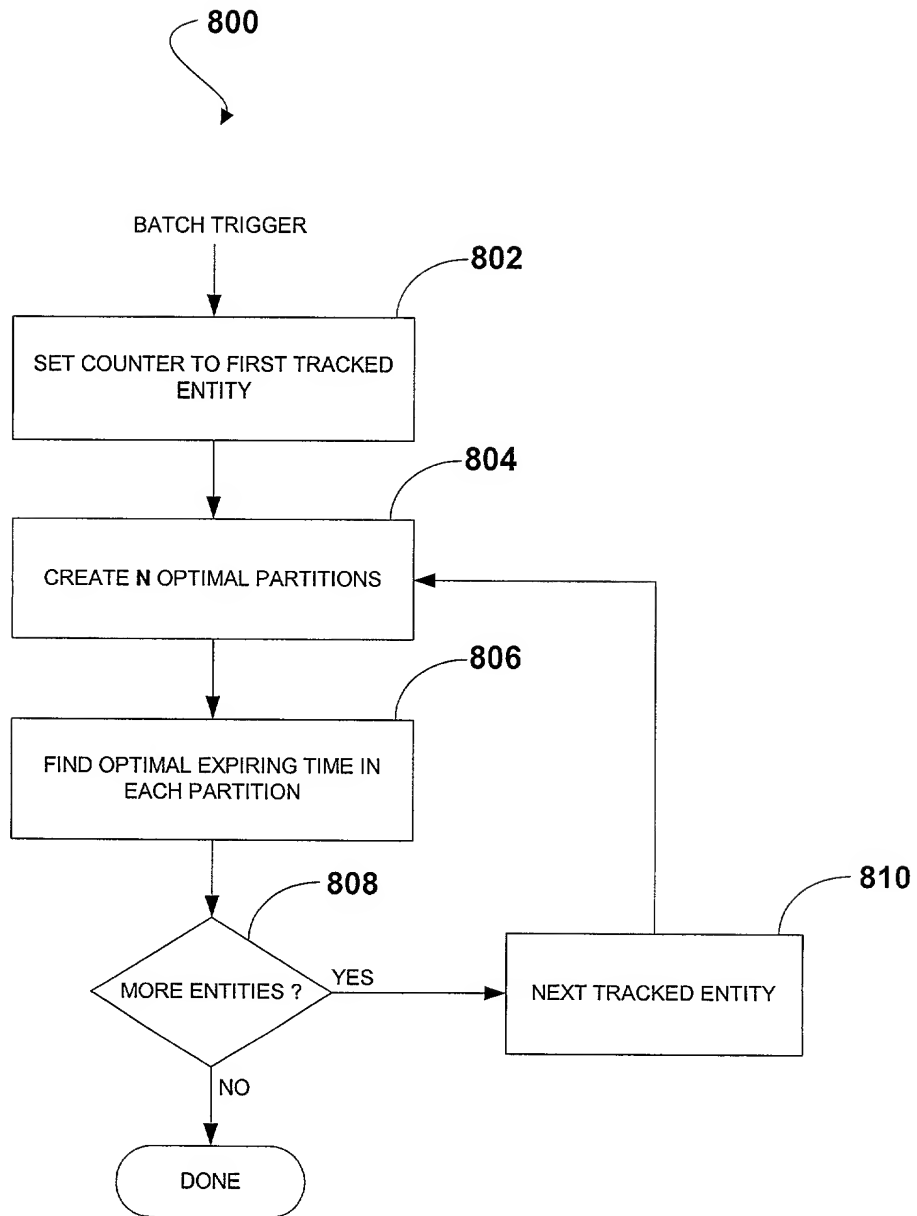 800
BATCH TRIGGER
802
SET COUNTER TO FIRST TRACKED
ENTITY
804
CREATE N OPTIMAL PARTITIONS
806
FIND OPTIMAL EXPIRING TIME IN
EACH PARTITION
808
810
MORE ENTITIES ?
YES
NEXT TRACKED ENTITY
NO
DONE